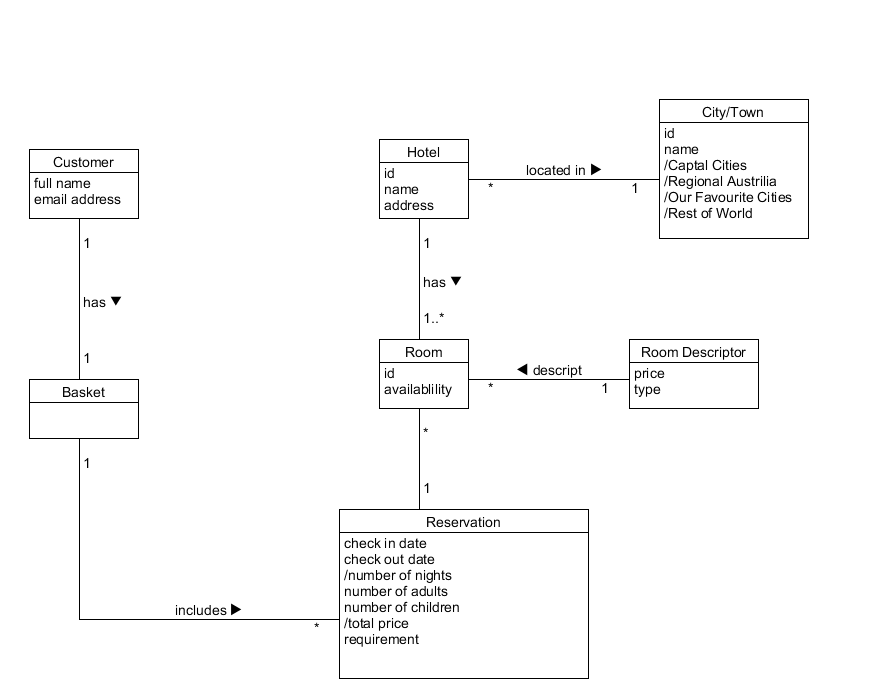 City/Town
id
name
/Captal Cities
/Regional Austrilia
/Our Favourite Cities
/Rest of World
Hotel
id
name
address
located in ▶
*
1
Customer
full name
email address
1
has ▼
1
1
has ▼
1..*
Room
id
availablility
◀ descript
*
1
Room Descriptor
price
type
Basket
1
*
1
Reservation
check in date
check out date
/number of nights
number of adults
number of children
/total price
requirement
includes ▶
*